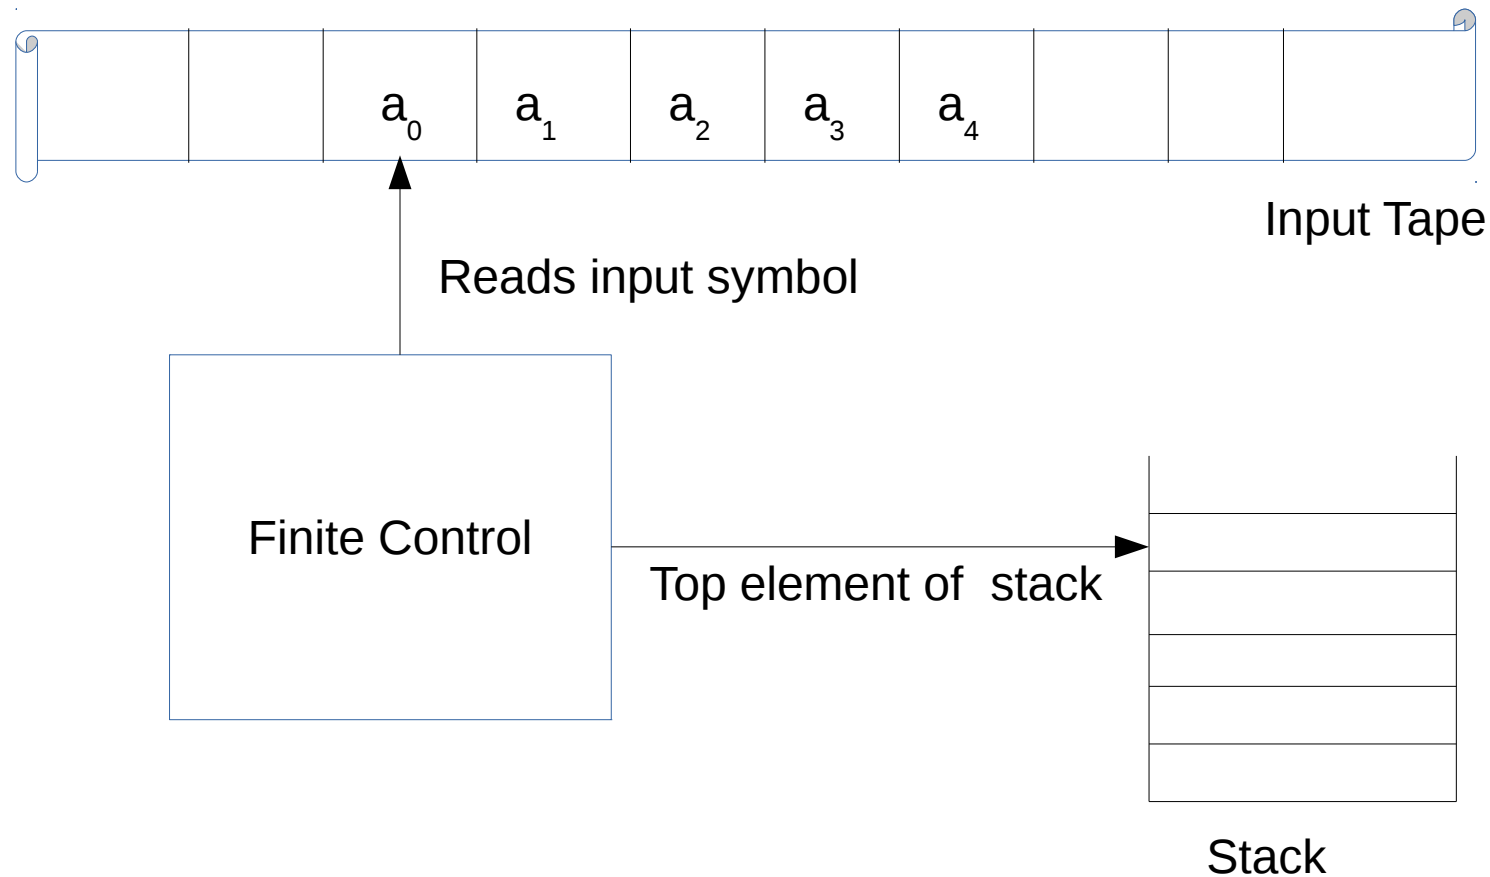 a0 a1 a2 a3 a4
Input Tape
Reads input symbol
Finite Control
Top element of  stack
Stack